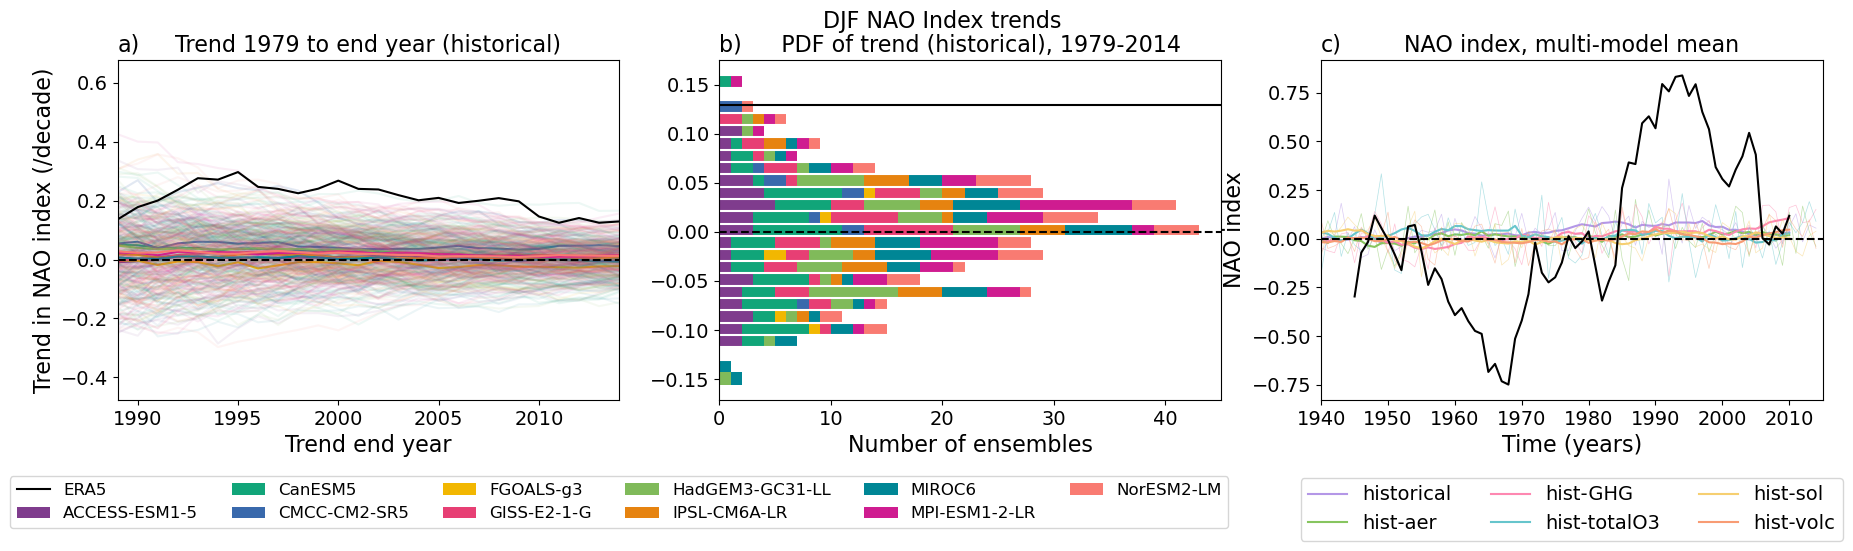 DJF NAO Index trends
a) Trend 1979 to end year (historical)
b) PDF of trend (historical), 1979-2014
c) NAO index, multi-model mean
Trend in NAO index (/decade)
0.6
0.4
0.2
0.0
−0.2
−0.4
1990 1995 2000 2005 2010
Trend end year
0.15
0.10
0.05
0.00
−0.05
−0.10
−0.15
0 10 20 30 40
Number of ensembles
NAO index
0.75
0.50
0.25
0.00
−0.25
−0.50
−0.75
1940 1950 1960 1970 1980 1990 2000 2010
Time (years)
ERA5 CanESM5 FGOALS-g3 HadGEM3-GC31-LL MIROC6 NorESM2-LM
ACCESS-ESM1-5 CMCC-CM2-SR5 GISS-E2-1-G IPSL-CM6A-LR MPI-ESM1-2-LR
historical hist-GHG hist-sol
hist-aer hist-totalO3 hist-volc